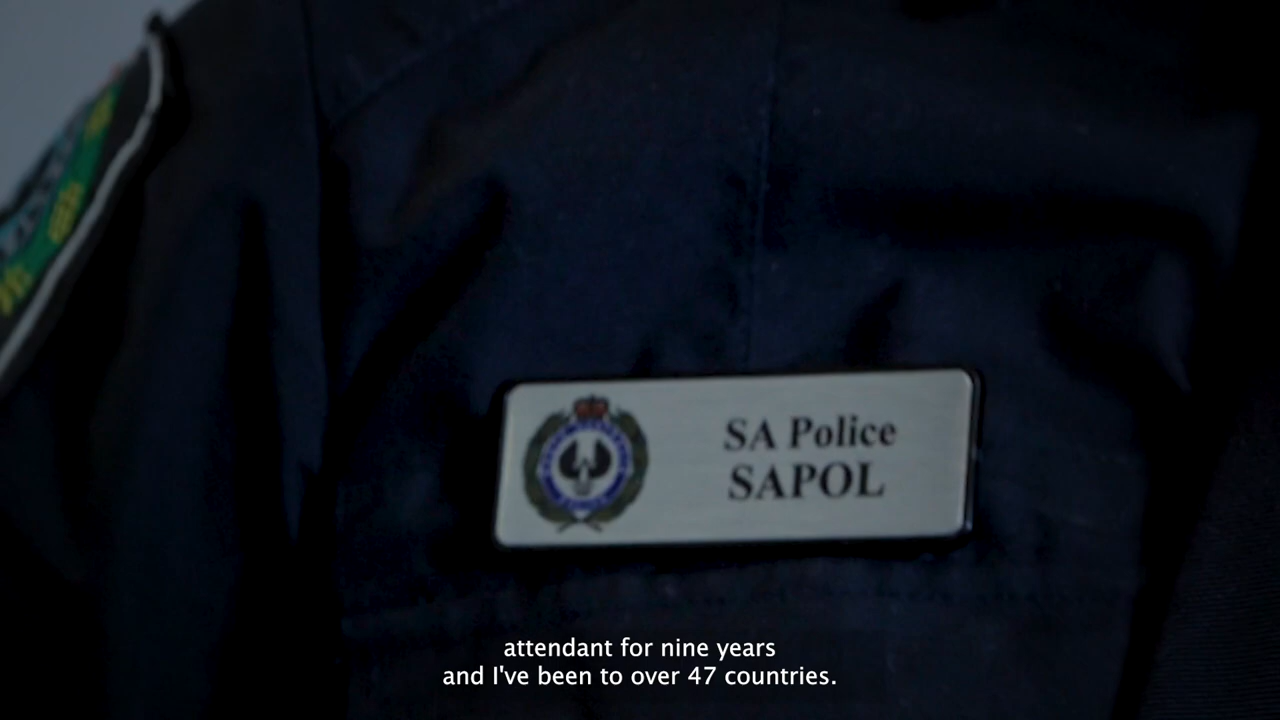 SA Police
SAPOL
attendant for nine years
and I've been to over 47 countries.